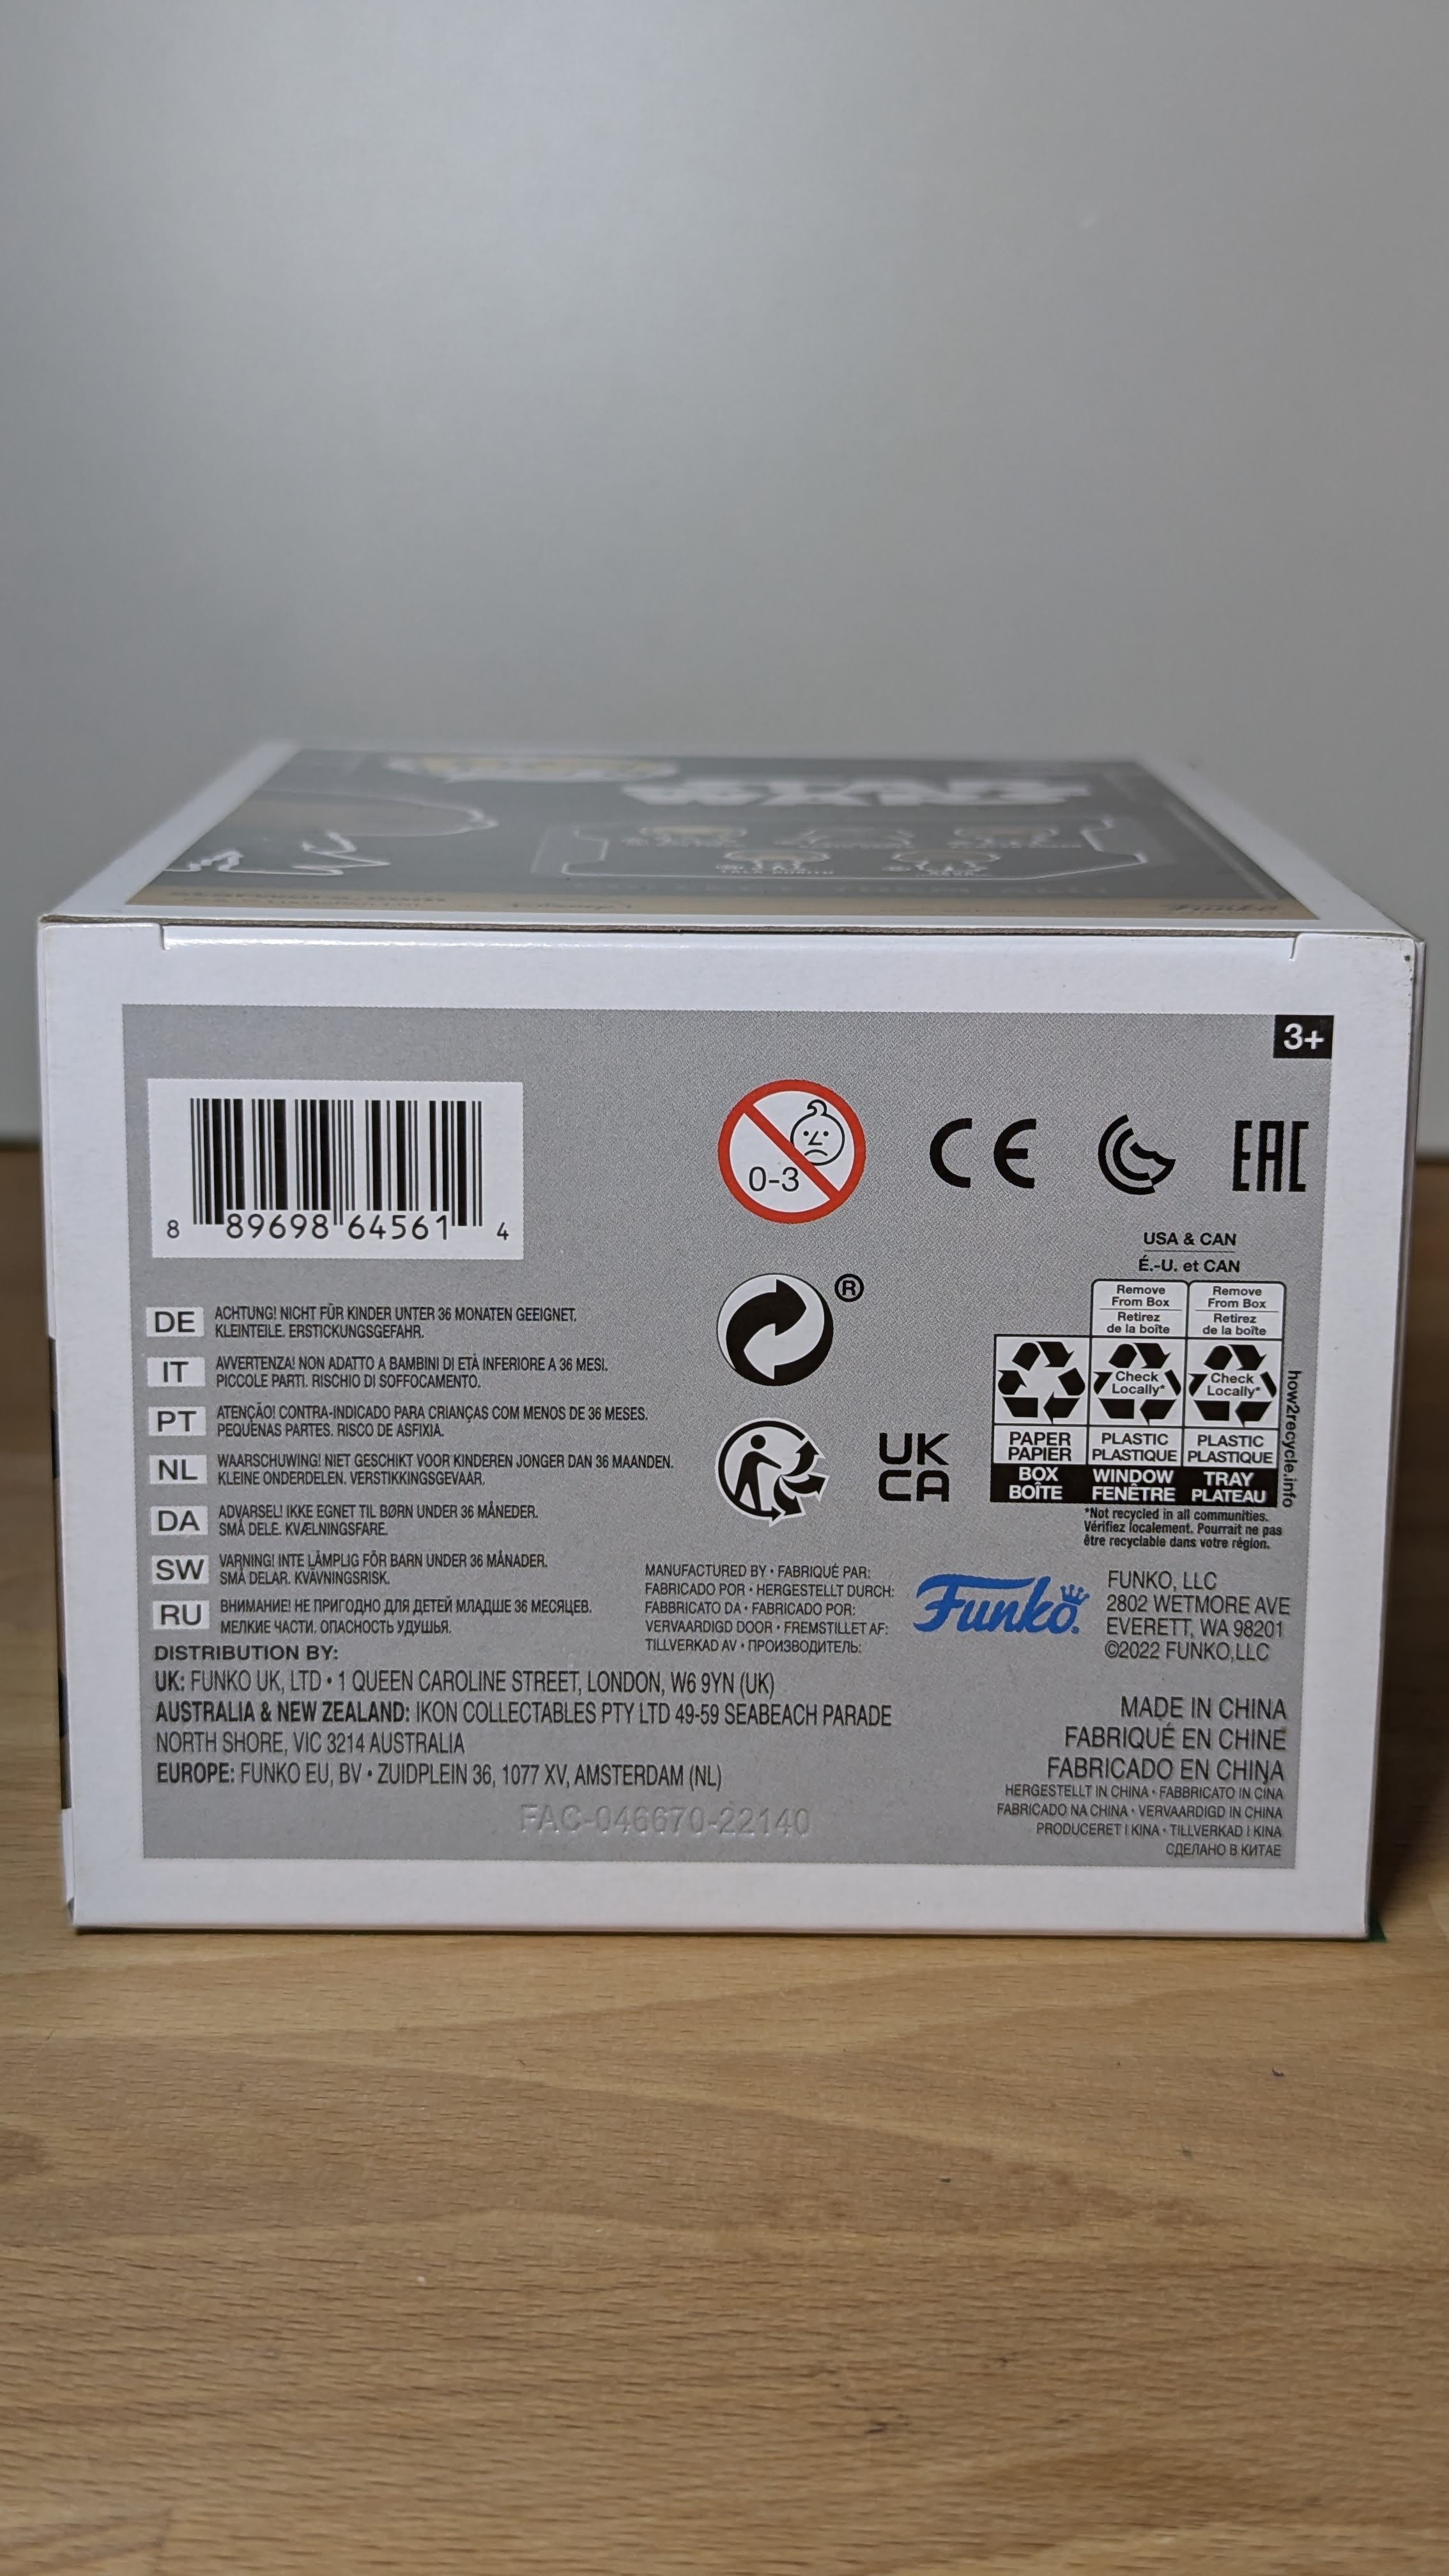 STAR
WARS
3+
8 89698 64561 4
0-3
CE
EAC
USA & CAN
É.-U. et CAN
®
Remove
From Box
Retirez
de la boîte
Remove
From Box
Retirez
de la boîte
Check
Locally*
Check
Locally*
PAPER
PAPIER
PLASTIC
PLASTIQUE
PLASTIC
PLASTIQUE
BOX
BOÎTE
WINDOW
FENÊTRE
TRAY
PLATEAU
how2recycle.info
*Not recycled in all communities.
Vérifiez localement. Pourrait ne pas
être recyclable dans votre région.
UK
CA
DE ACHTUNG! NICHT FÜR KINDER UNTER 36 MONATEN GEEIGNET.
KLEINTEILE. ERSTICKUNGSGEFAHR.
IT AVVERTENZA! NON ADATTO A BAMBINI DI ETÀ INFERIORE A 36 MESI.
PICCOLE PARTI. RISCHIO DI SOFFOCAMENTO.
PT ATENÇÃO! CONTRA-INDICADO PARA CRIANÇAS COM MENOS DE 36 MESES.
PEQUENAS PARTES. RISCO DE ASFIXIA.
NL WAARSCHUWING! NIET GESCHIKT VOOR KINDEREN JONGER DAN 36 MAANDEN.
KLEINE ONDERDELEN. VERSTIKKINGSGEVAAR.
DA ADVARSEL! IKKE EGNET TIL BØRN UNDER 36 MÅNEDER.
SMÅ DELE. KVÆLNINGSFARE.
SW VARNING! INTE LÄMPLIG FÖR BARN UNDER 36 MÅNADER.
SMÅ DELAR. KVÄVNINGSRISK.
RU ВНИМАНИЕ! НЕ ПРИГОДНО ДЛЯ ДЕТЕЙ МЛАДШЕ 36 МЕСЯЦЕВ.
МЕЛКИЕ ЧАСТИ. ОПАСНОСТЬ УДУШЬЯ.
MANUFACTURED BY • FABRIQUÉ PAR:
FABRICADO POR • HERGESTELLT DURCH:
FABBRICATO DA • FABRICADO POR:
VERVAARDIGD DOOR • FREMSTILLET AF:
TILLVERKAD AV • ПРОИЗВОДИТЕЛЬ:
Funko.
FUNKO, LLC
2802 WETMORE AVE
EVERETT, WA 98201
©2022 FUNKO,LLC
DISTRIBUTION BY:
UK: FUNKO UK, LTD • 1 QUEEN CAROLINE STREET, LONDON, W6 9YN (UK)
AUSTRALIA & NEW ZEALAND: IKON COLLECTABLES PTY LTD 49-59 SEABEACH PARADE
NORTH SHORE, VIC 3214 AUSTRALIA
EUROPE: FUNKO EU, BV • ZUIDPLEIN 36, 1077 XV, AMSTERDAM (NL)
FAC-046670-22140
MADE IN CHINA
FABRIQUÉ EN CHINE
FABRICADO EN CHINA
HERGESTELLT IN CHINA • FABBRICATO IN CINA
FABRICADO NA CHINA • VERVAARDIGD IN CHINA
PRODUCERET I KINA • TILLVERKAD I KINA
СДЕЛАНО В КИТАЕ